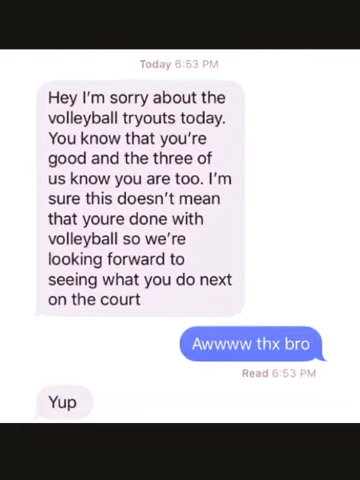 Today 6:53 PM
Hey I'm sorry about the
volleyball tryouts today.
You know that you're
good and the three of
us know you are too. I'm
sure this doesn't mean
that youre done with
volleyball so we're
looking forward to
seeing what you do next
on the court
Awwww thx bro
Read 6:53 PM
Yup